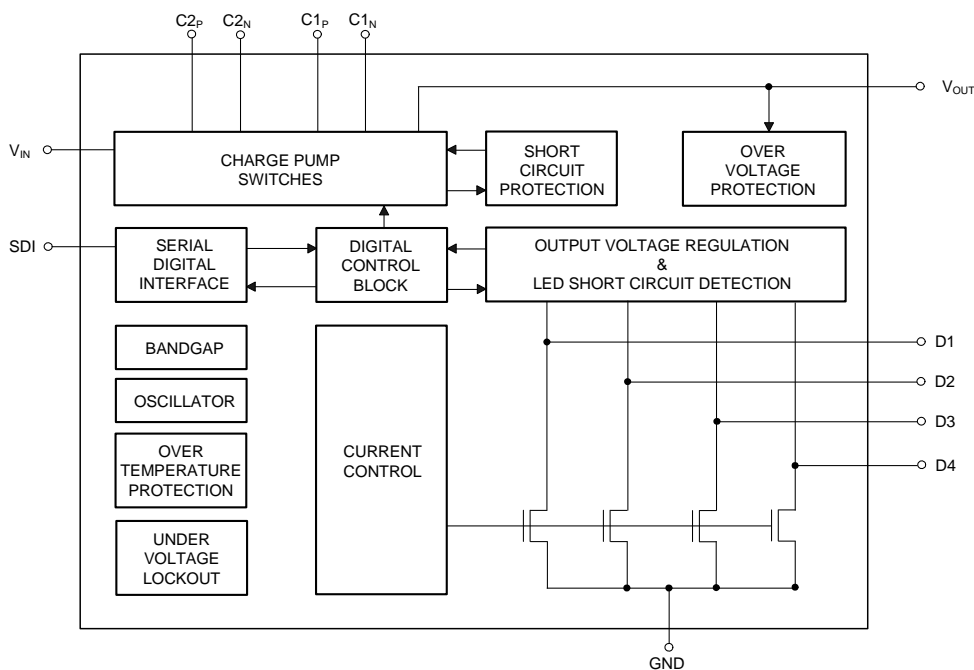 C2P C2N C1P C1N
VOUT
VIN
CHARGE PUMP
SWITCHES
SHORT
CIRCUIT
PROTECTION
OVER
VOLTAGE
PROTECTION
SDI
SERIAL
DIGITAL
INTERFACE
DIGITAL
CONTROL
BLOCK
OUTPUT VOLTAGE REGULATION
&
LED SHORT CIRCUIT DETECTION
BANDGAP
OSCILLATOR
OVER
TEMPERATURE
PROTECTION
UNDER
VOLTAGE
LOCKOUT
CURRENT
CONTROL
D1
D2
D3
D4
GND